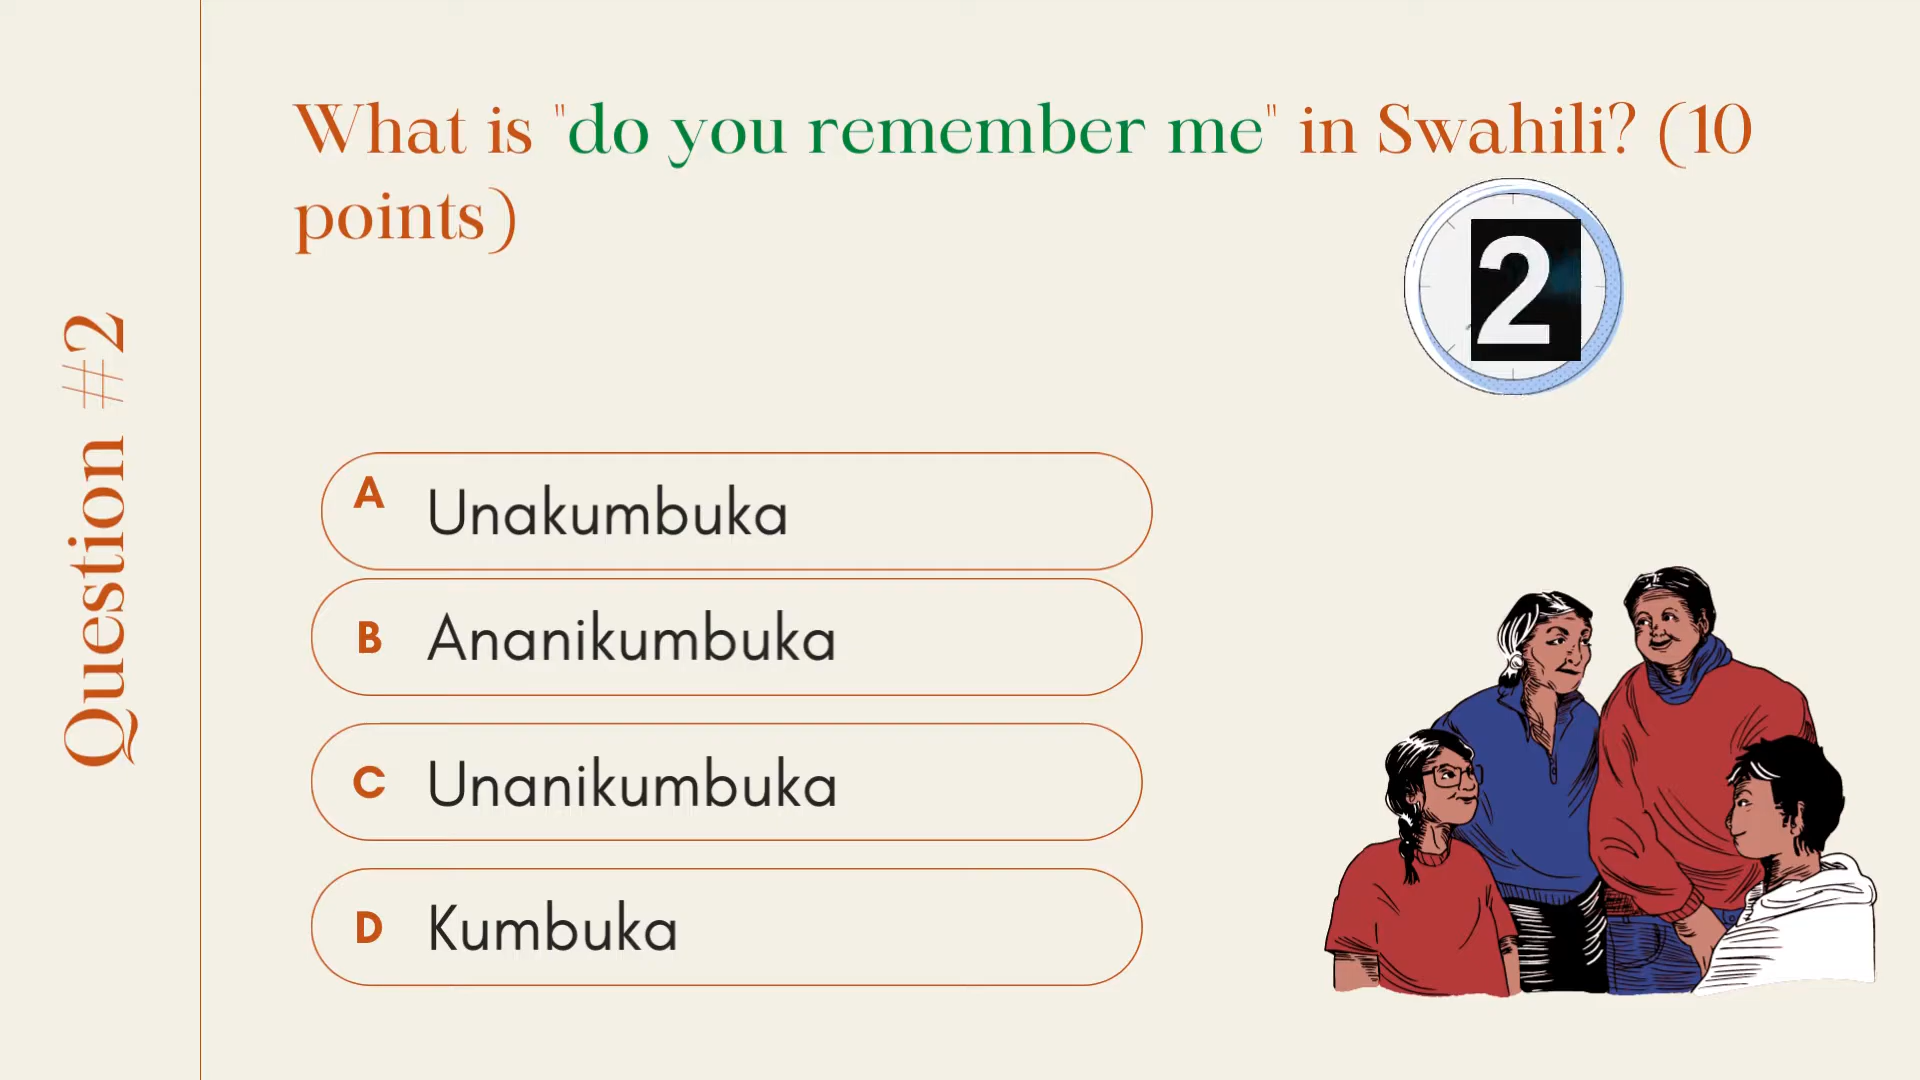 Question #2
What is "do you remember me" in Swahili? (10
points)
2
A Unakumbuka
B Ananikumbuka
C Unanikumbuka
D Kumbuka